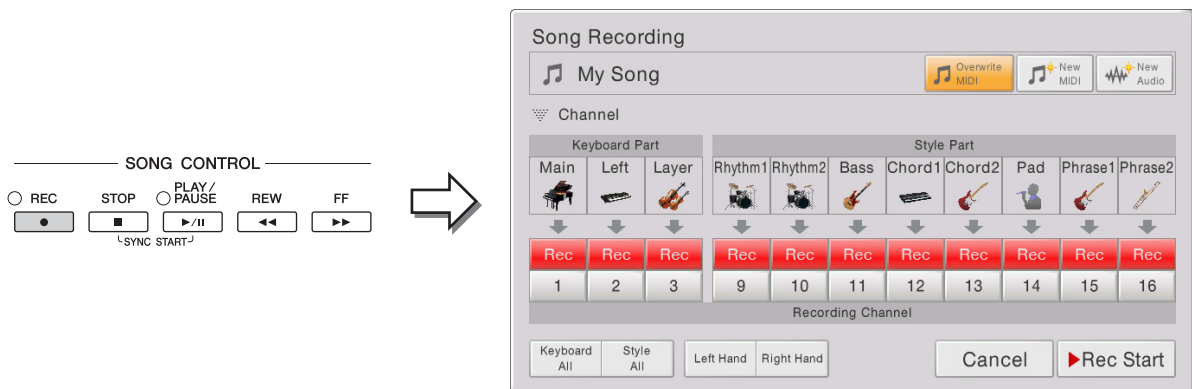 SONG CONTROL
REC
STOP
PLAY/
PAUSE
REW
FF
SYNC START
Song Recording
My Song
Overwrite
MIDI
New
MIDI
New
Audio
Channel
Keyboard Part
Style Part
Main Left Layer Rhythm1 Rhythm2 Bass Chord1 Chord2 Pad Phrase1 Phrase2
Rec Rec Rec Rec Rec Rec Rec Rec Rec Rec Rec
1 2 3 9 10 11 12 13 14 15 16
Recording Channel
Keyboard
All
Style
All
Left Hand
Right Hand
Cancel
Rec Start